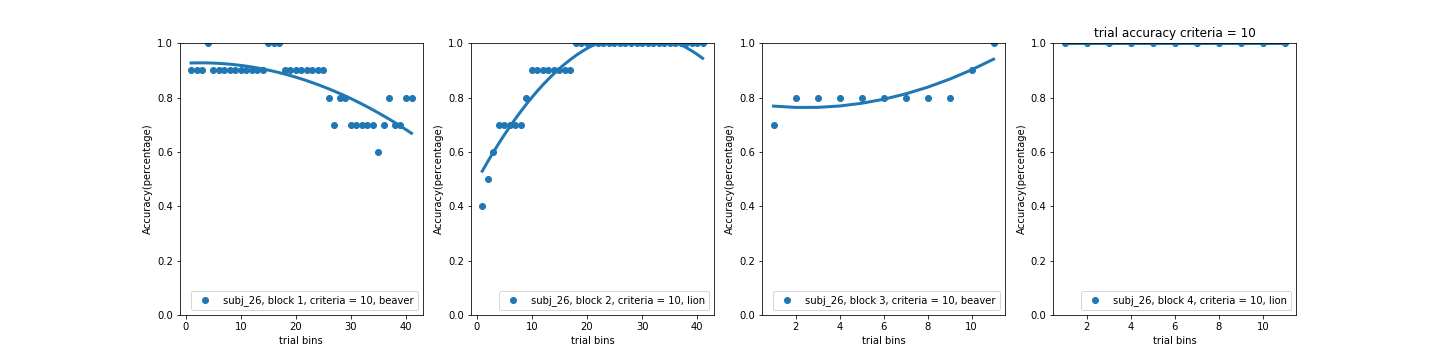 trial accuracy criteria = 10
1.0
0.8
0.6
0.4
0.2
0.0
Accuracy(percentage)
subj_26, block 1, criteria = 10, beaver
0 10 20 30 40
trial bins
1.0
0.8
0.6
0.4
0.2
0.0
Accuracy(percentage)
subj_26, block 2, criteria = 10, lion
0 10 20 30 40
trial bins
1.0
0.8
0.6
0.4
0.2
0.0
Accuracy(percentage)
subj_26, block 3, criteria = 10, beaver
2 4 6 8 10
trial bins
1.0
0.8
0.6
0.4
0.2
0.0
Accuracy(percentage)
subj_26, block 4, criteria = 10, lion
2 4 6 8 10
trial bins